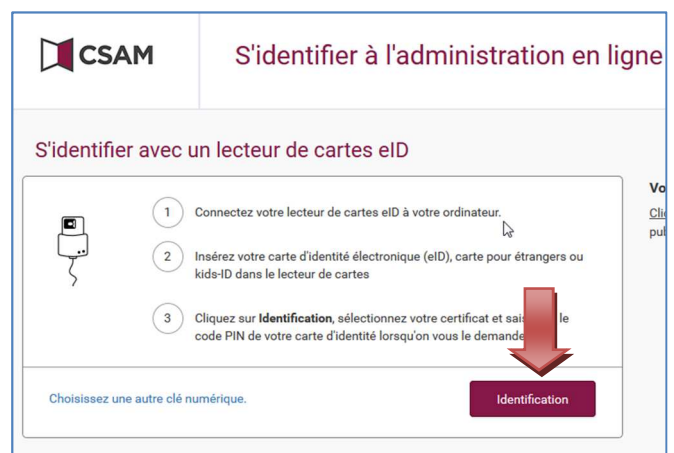 CSAM
S'identifier à l'administration en ligne
S'identifier avec un lecteur de cartes eID
1 Connectez votre lecteur de cartes eID à votre ordinateur.
2 Insérez votre carte d'identité électronique (eID), carte pour étrangers ou
kids-ID dans le lecteur de cartes
3 Cliquez sur Identification, sélectionnez votre certificat et le
code PIN de votre carte d'identité lorsqu'on vous le demande
Choisissez une autre clé numérique.
Identification